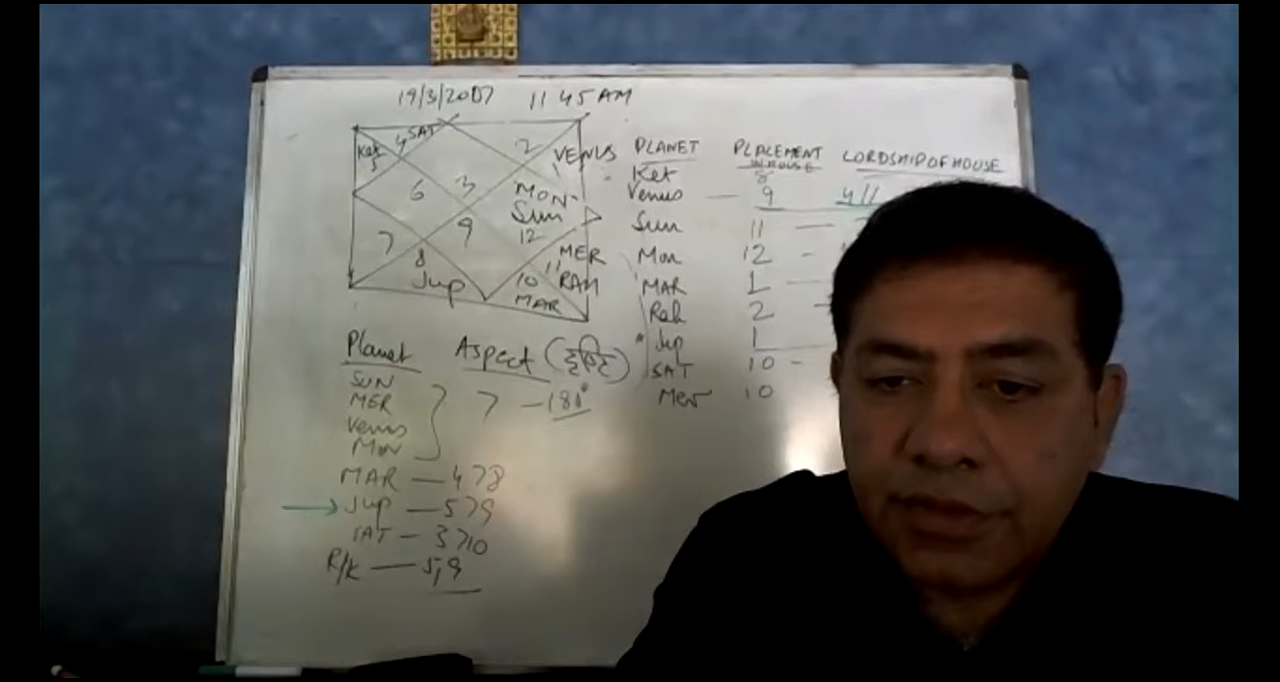 19/3/2007 11 45 AM
SAT
4
Ket
5
2
VENUS
6
3
MON
Sun
12
7
9
MER
11
8
10
RAH
Jup
MAR
PLANET PLACEMENT LORDSHIP OF HOUSE
IN HOUSE
Ket 8
Venus — 9 4 11
Sun 11 —
Mon 12 -
MAR 1 —
Rah 2 -
* Jup 1
SAT 10 -
Mer 10
Planet Aspect (दृष्टि)
SUN
MER
Venus
MON
7 — 180°
MAR — 4 7 8
→ Jup — 5 7 9
SAT — 3 7 10
R/K — 5, 9